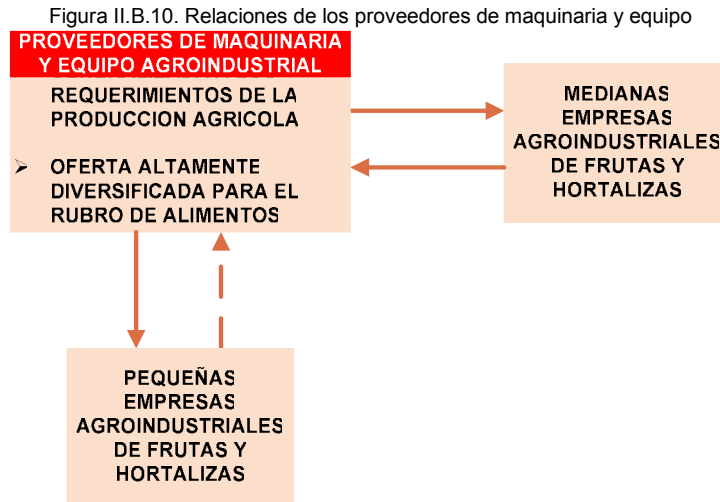 Figura II.B.10. Relaciones de los proveedores de maquinaria y equipo
PROVEEDORES DE MAQUINARIA
Y EQUIPO AGROINDUSTRIAL
REQUERIMIENTOS DE LA
PRODUCCION AGRICOLA
➢ OFERTA ALTAMENTE
DIVERSIFICADA PARA EL
RUBRO DE ALIMENTOS
MEDIANAS
EMPRESAS
AGROINDUSTRIALES
DE FRUTAS Y
HORTALIZAS
PEQUEÑAS
EMPRESAS
AGROINDUSTRIALES
DE FRUTAS Y
HORTALIZAS